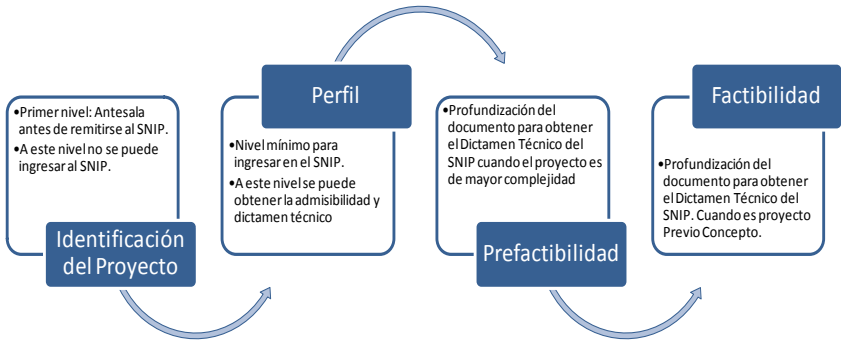 •Primer nivel: Antesala
antes de remitirse al SNIP.
•A este nivel no se puede
ingresar al SNIP.
Identificación
del Proyecto
Perfil
•Nivel mínimo para
ingresar en el SNIP.
•A este nivel se puede
obtener la admisibilidad y
dictamen técnico
•Profundización del
documento para obtener
el Dictamen Técnico del
SNIP cuando el proyecto es
de mayor complejidad
Prefactibilidad
Factibilidad
•Profundización del
documento para obtener
el Dictamen Técnico del
SNIP. Cuando es proyecto
Previo Concepto.